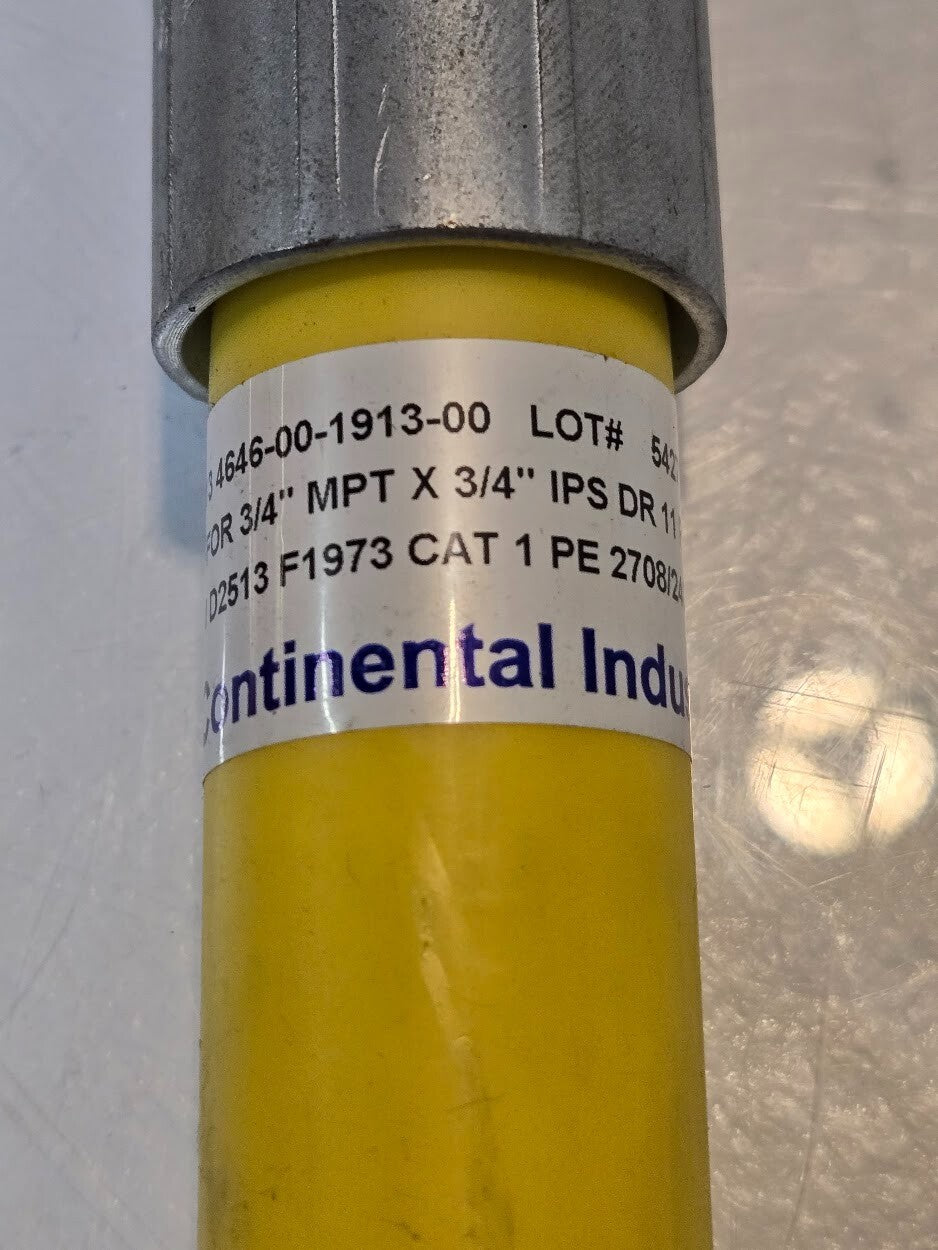 4646-00-1913-00 LOT# 542
FOR 3/4" MPT X 3/4" IPS DR 11
D2513 F1973 CAT 1 PE 2708/24
Continental Indu